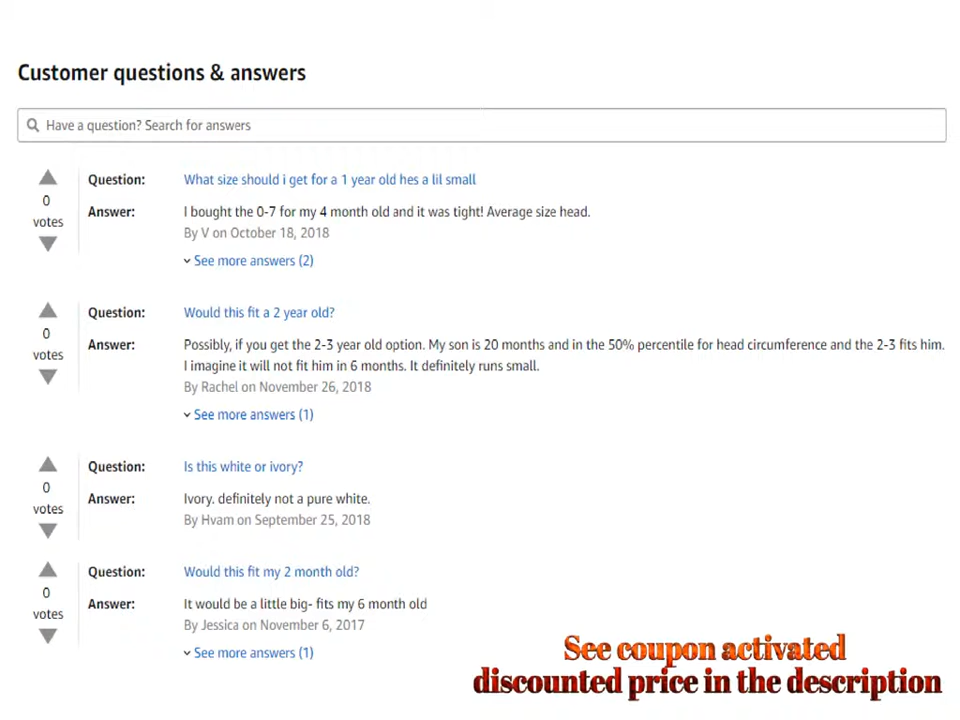 Customer questions & answers
Have a question? Search for answers
0
votes
Question: What size should i get for a 1 year old hes a lil small
Answer: I bought the 0-7 for my 4 month old and it was tight! Average size head.
By V on October 18, 2018
See more answers (2)
0
votes
Question: Would this fit a 2 year old?
Answer: Possibly, if you get the 2-3 year old option. My son is 20 months and in the 50% percentile for head circumference and the 2-3 fits him.
I imagine it will not fit him in 6 months. It definitely runs small.
By Rachel on November 26, 2018
See more answers (1)
0
votes
Question: Is this white or ivory?
Answer: Ivory. definitely not a pure white.
By Hvam on September 25, 2018
0
votes
Question: Would this fit my 2 month old?
Answer: It would be a little big- fits my 6 month old
By Jessica on November 6, 2017
See more answers (1)
See coupon activated
discounted price in the description